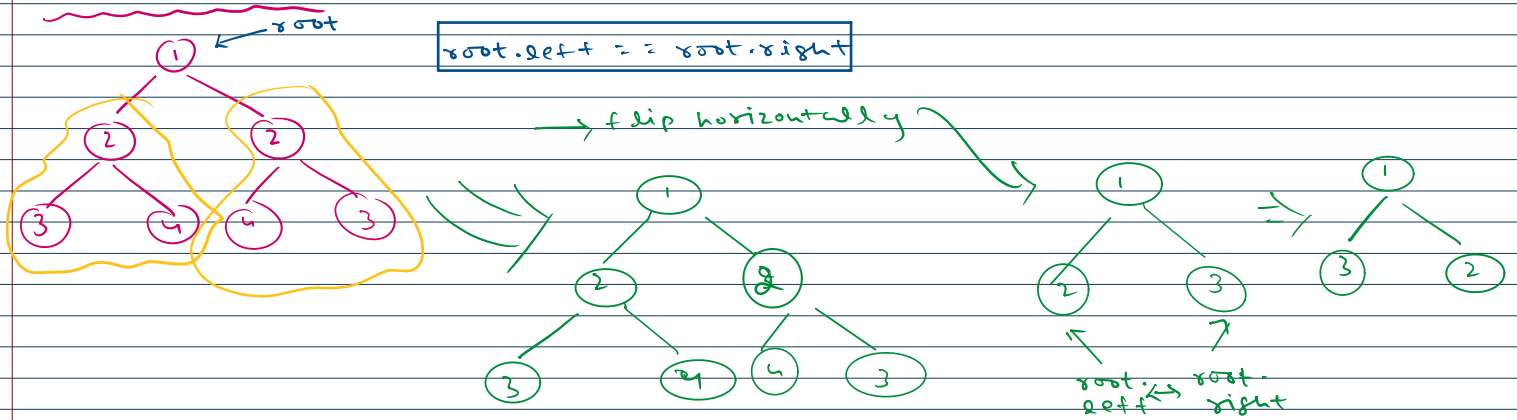 root
root.left == root.right
1
2 2
3 4 4 3
→ flip horizontally
1
2 2
3 4 4 3
1
2 3
root. ↔ root.
left right
⇒
1
3 2